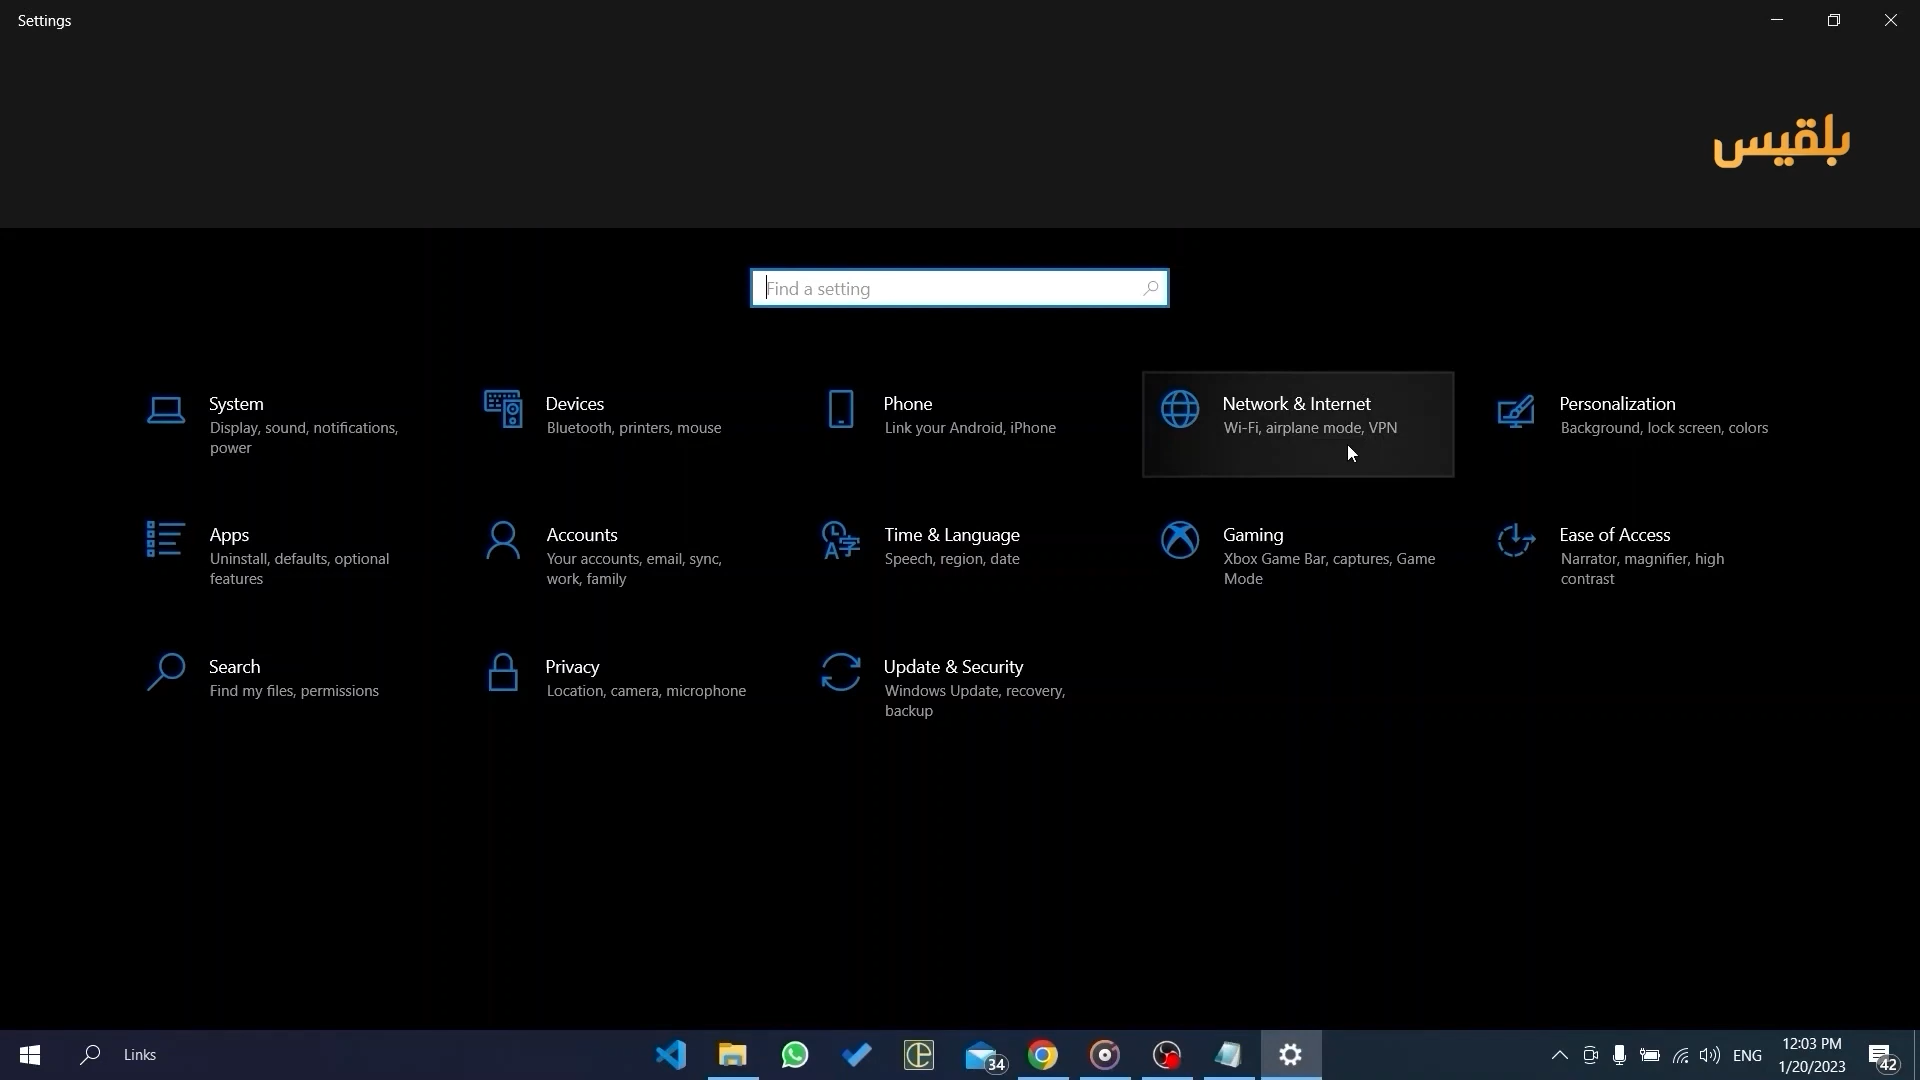 Settings
بلقيس
Find a setting
System
Display, sound, notifications,
power
Devices
Bluetooth, printers, mouse
Phone
Link your Android, iPhone
Network & Internet
Wi-Fi, airplane mode, VPN
Personalization
Background, lock screen, colors
Apps
Uninstall, defaults, optional
features
Accounts
Your accounts, email, sync,
work, family
Time & Language
Speech, region, date
Gaming
Xbox Game Bar, captures, Game
Mode
Ease of Access
Narrator, magnifier, high
contrast
Search
Find my files, permissions
Privacy
Location, camera, microphone
Update & Security
Windows Update, recovery,
backup
Links
34
ENG
12:03 PM
1/20/2023
42